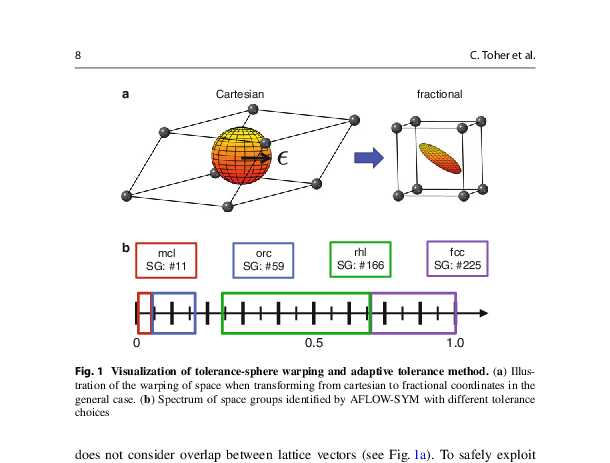 8
C. Toher et al.
a
Cartesian
fractional
ϵ
b
mcl
SG: #11
orc
SG: #59
rhl
SG: #166
fcc
SG: #225
0
0.5
1.0
Fig. 1 Visualization of tolerance-sphere warping and adaptive tolerance method. (a) Illus-
tration of the warping of space when transforming from cartesian to fractional coordinates in the
general case. (b) Spectrum of space groups identified by AFLOW-SYM with different tolerance
choices
does not consider overlap between lattice vectors (see Fig. 1a). To safely exploit